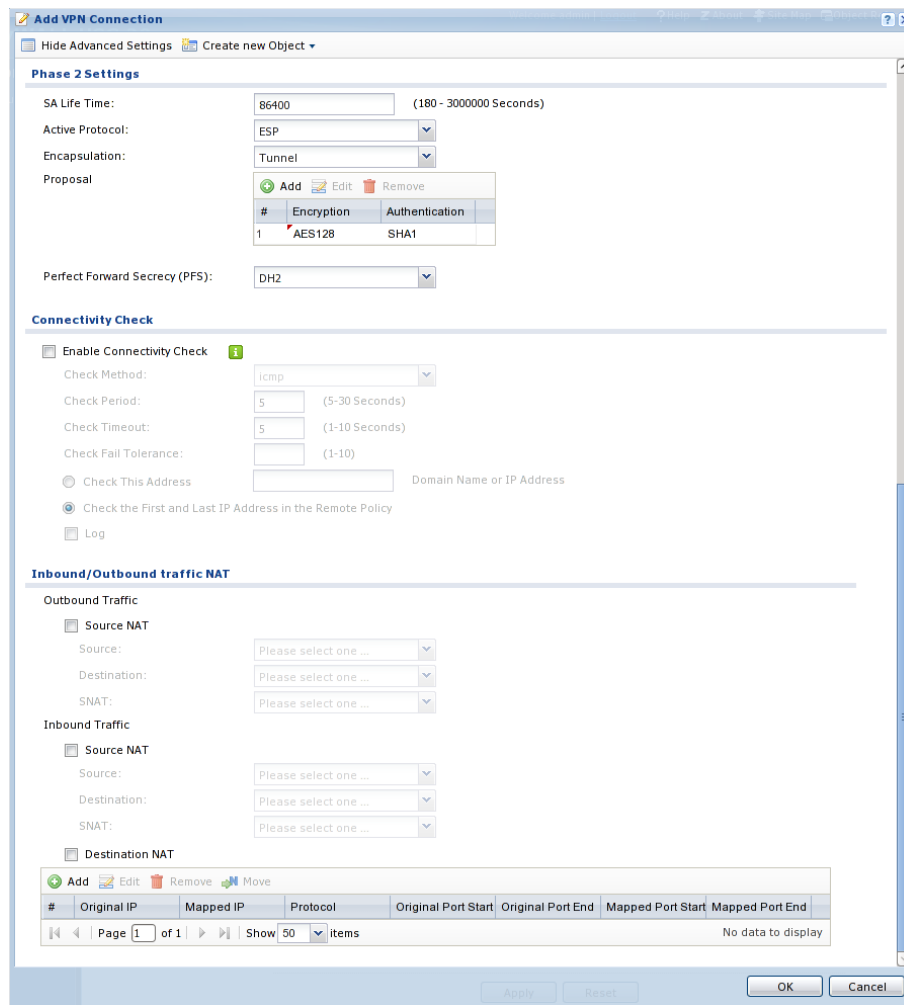 Add VPN Connection
Hide Advanced Settings Create new Object
Phase 2 Settings
SA Life Time: 86400 (180 - 3000000 Seconds)
Active Protocol: ESP
Encapsulation: Tunnel
Proposal
Add Edit Remove
# Encryption Authentication
1 AES128 SHA1
Perfect Forward Secrecy (PFS): DH2
Connectivity Check
Enable Connectivity Check
Check Method: icmp
Check Period: 5 (5-30 Seconds)
Check Timeout: 5 (1-10 Seconds)
Check Fail Tolerance: (1-10)
Check This Address Domain Name or IP Address
Check the First and Last IP Address in the Remote Policy
Log
Inbound/Outbound traffic NAT
Outbound Traffic
Source NAT
Source: Please select one ...
Destination: Please select one ...
SNAT: Please select one ...
Inbound Traffic
Source NAT
Source: Please select one ...
Destination: Please select one ...
SNAT: Please select one ...
Destination NAT
Add Edit Remove Move
# Original IP Mapped IP Protocol Original Port Start Original Port End Mapped Port Start Mapped Port End
Page 1 of 1 Show 50 items No data to display
Apply Reset
OK Cancel